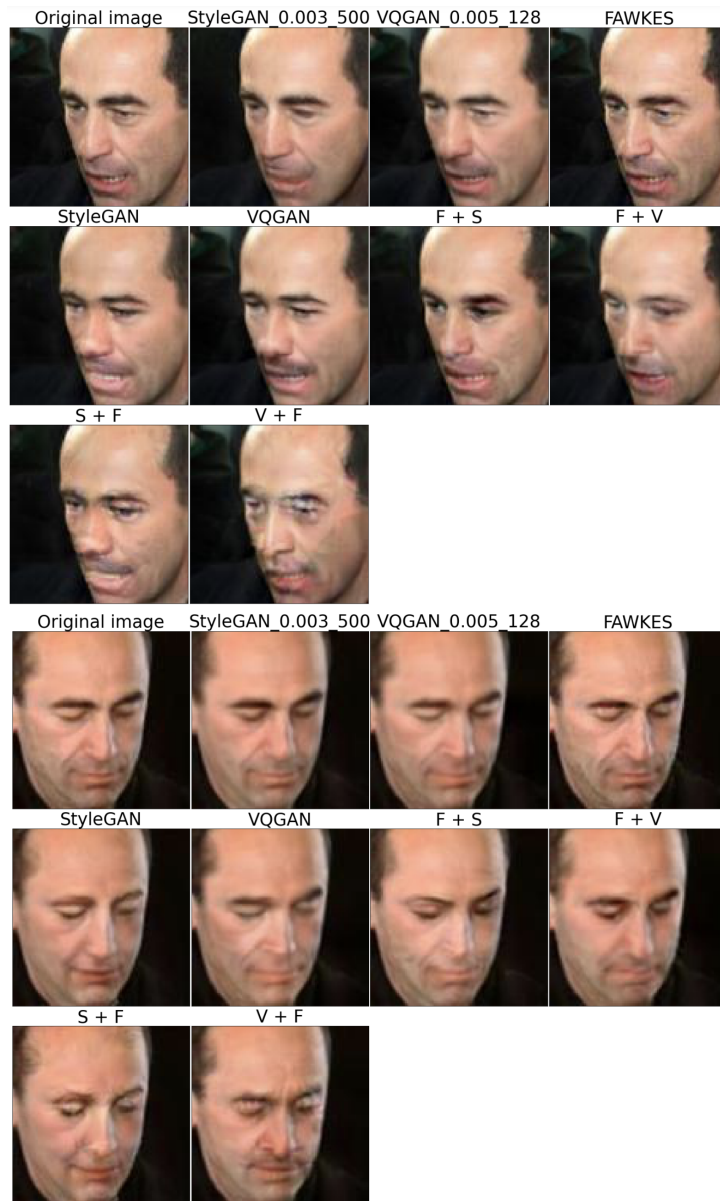 Original image StyleGAN_0.003_500 VQGAN_0.005_128 FAWKES
StyleGAN VQGAN F + S F + V
S + F V + F
Original image StyleGAN_0.003_500 VQGAN_0.005_128 FAWKES
StyleGAN VQGAN F + S F + V
S + F V + F